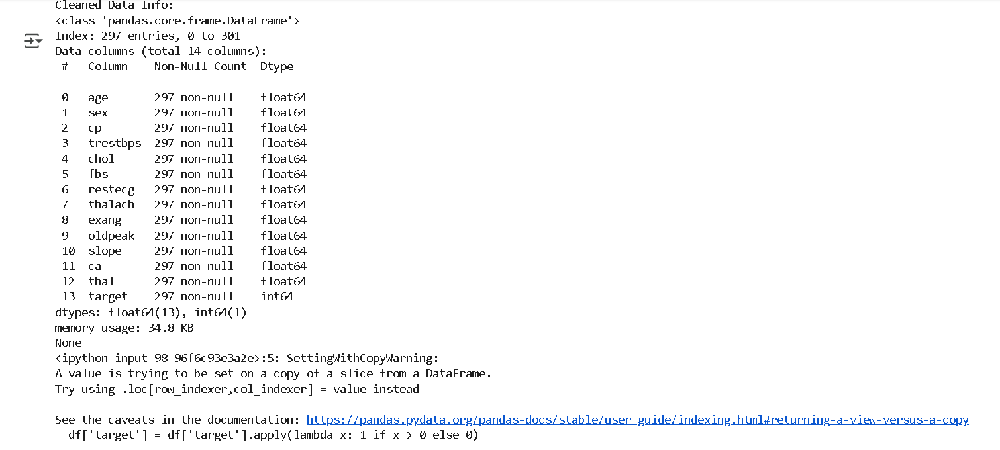 Cleaned Data Info:
<class 'pandas.core.frame.DataFrame'>
Index: 297 entries, 0 to 301
Data columns (total 14 columns):
 #   Column    Non-Null Count  Dtype
---  ------    --------------  -----
 0   age       297 non-null    float64
 1   sex       297 non-null    float64
 2   cp        297 non-null    float64
 3   trestbps  297 non-null    float64
 4   chol      297 non-null    float64
 5   fbs       297 non-null    float64
 6   restecg   297 non-null    float64
 7   thalach   297 non-null    float64
 8   exang     297 non-null    float64
 9   oldpeak   297 non-null    float64
 10  slope     297 non-null    float64
 11  ca        297 non-null    float64
 12  thal      297 non-null    float64
 13  target    297 non-null    int64
dtypes: float64(13), int64(1)
memory usage: 34.8 KB
None
<ipython-input-98-96f6c93e3a2e>:5: SettingWithCopyWarning:
A value is trying to be set on a copy of a slice from a DataFrame.
Try using .loc[row_indexer,col_indexer] = value instead

See the caveats in the documentation: https://pandas.pydata.org/pandas-docs/stable/user_guide/indexing.html#returning-a-view-versus-a-copy
  df['target'] = df['target'].apply(lambda x: 1 if x > 0 else 0)